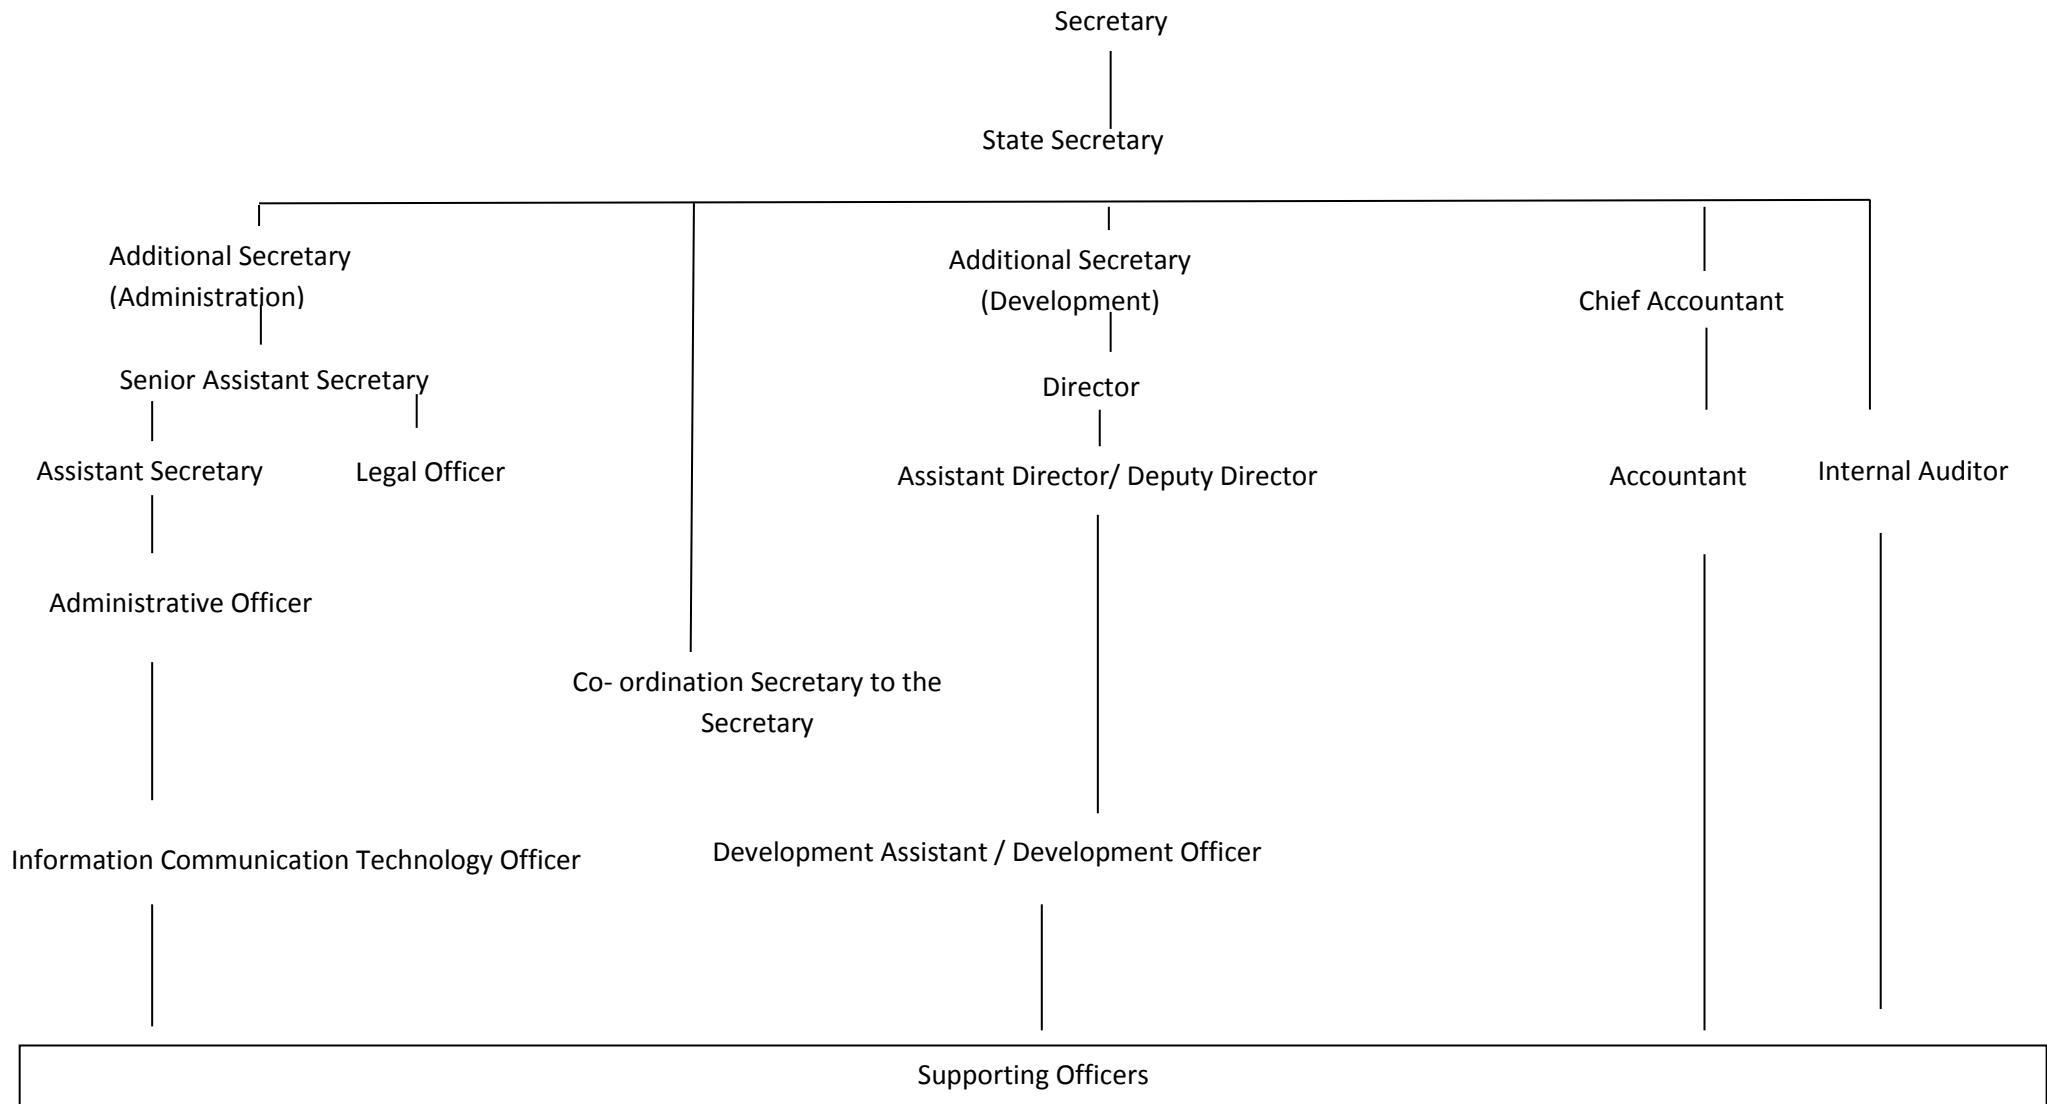 Secretary
State Secretary
Additional Secretary
(Administration)
Additional Secretary
(Development)
Chief Accountant
Senior Assistant Secretary
Director
Assistant Secretary
Legal Officer
Assistant Director/ Deputy Director
Accountant
Internal Auditor
Administrative Officer
Co- ordination Secretary to the
Secretary
Information Communication Technology Officer
Development Assistant / Development Officer
Supporting Officers